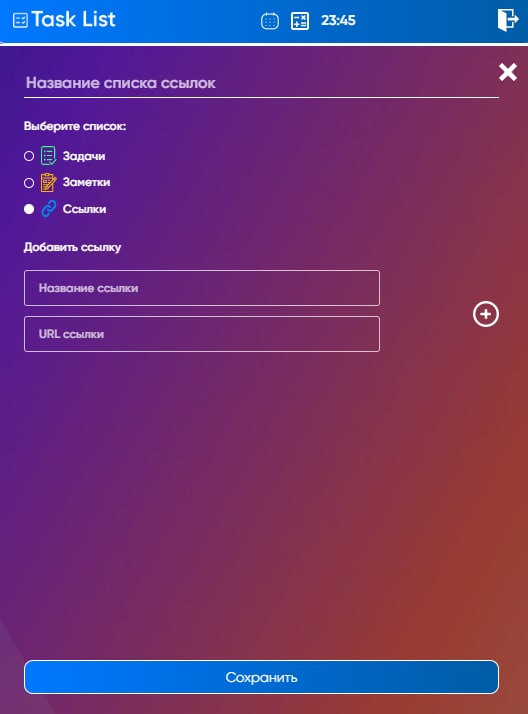 Task List
23:45
Название списка ссылок
Выберите список:
Задачи
Заметки
Ссылки
Добавить ссылку
Название ссылки
URL ссылки
Сохранить